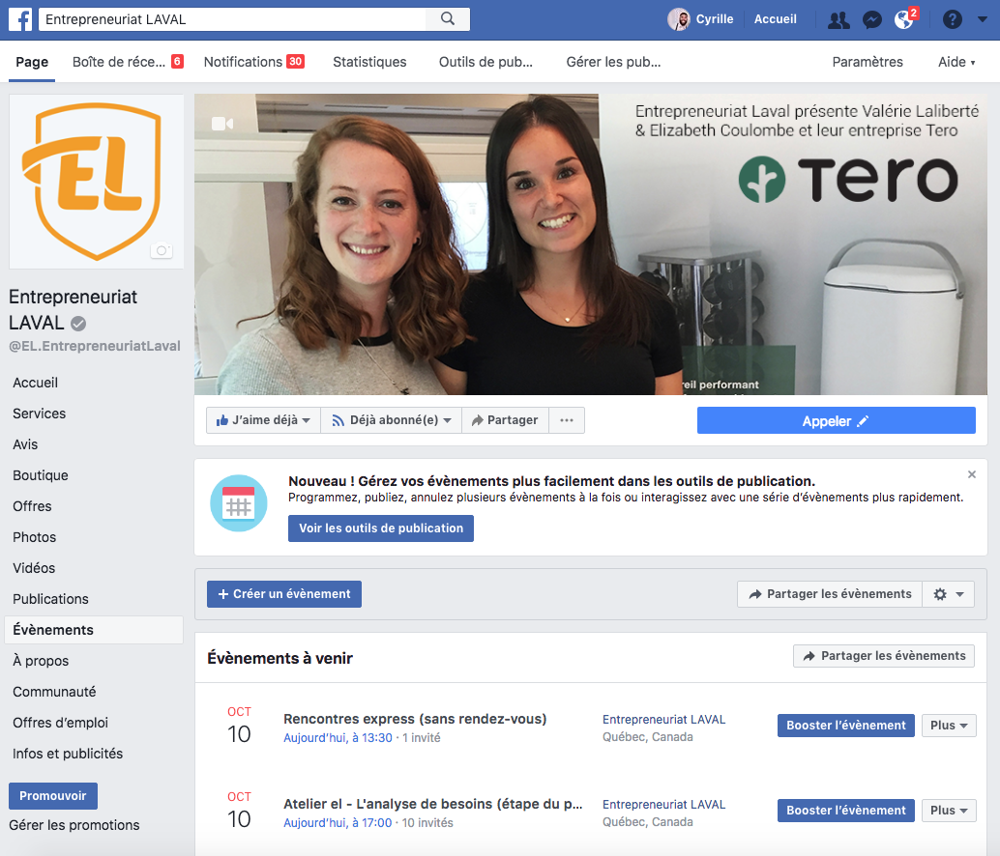 Entrepreneuriat LAVAL
Cyrille
Accueil
2
Page
Boîte de réce... 6
Notifications 30
Statistiques
Outils de pub...
Gérer les pub...
Paramètres
Aide
EL
Entrepreneuriat Laval présente Valérie Laliberté
& Elizabeth Coulombe et leur entreprise Tero
Tero
reil performant
Entrepreneuriat
LAVAL
@EL.EntrepreneuriatLaval
Accueil
Services
Avis
Boutique
Offres
Photos
Vidéos
Publications
Évènements
À propos
Communauté
Offres d’emploi
Infos et publicités
Promouvoir
Gérer les promotions
J’aime déjà
Déjà abonné(e)
Partager
...
Appeler
Nouveau ! Gérez vos évènements plus facilement dans les outils de publication.
Programmez, publiez, annulez plusieurs évènements à la fois ou interagissez avec une série d’évènements plus rapidement.
Voir les outils de publication
+ Créer un évènement
Partager les évènements
Évènements à venir
Partager les évènements
OCT
10
Rencontres express (sans rendez-vous)
Aujourd’hui, à 13:30 · 1 invité
Entrepreneuriat LAVAL
Québec, Canada
Booster l’évènement
Plus
OCT
10
Atelier el - L'analyse de besoins (étape du p...
Aujourd’hui, à 17:00 · 10 invités
Entrepreneuriat LAVAL
Québec, Canada
Booster l’évènement
Plus